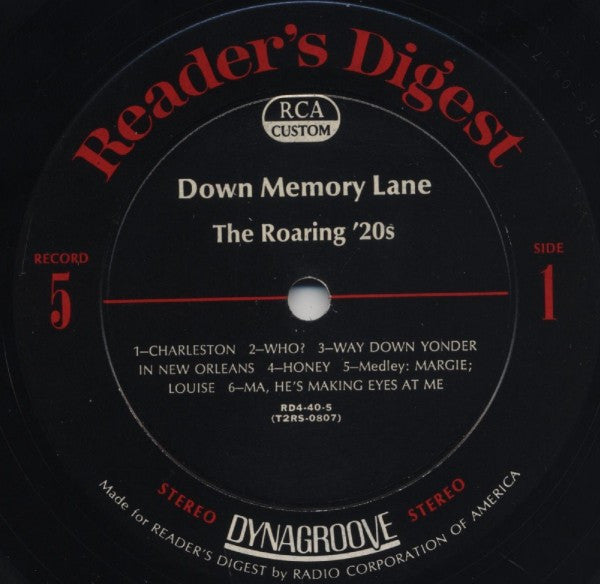 Reader's Digest
RCA
CUSTOM
Down Memory Lane
The Roaring '20s
RECORD
5
SIDE
1
1—CHARLESTON 2—WHO? 3—WAY DOWN YONDER
IN NEW ORLEANS 4—HONEY 5—Medley: MARGIE;
LOUISE 6—MA, HE'S MAKING EYES AT ME
RD4-40-5
(T2RS-0807)
STEREO
DYNAGROOVE
STEREO
Made for READER'S DIGEST by RADIO CORPORATION OF AMERICA